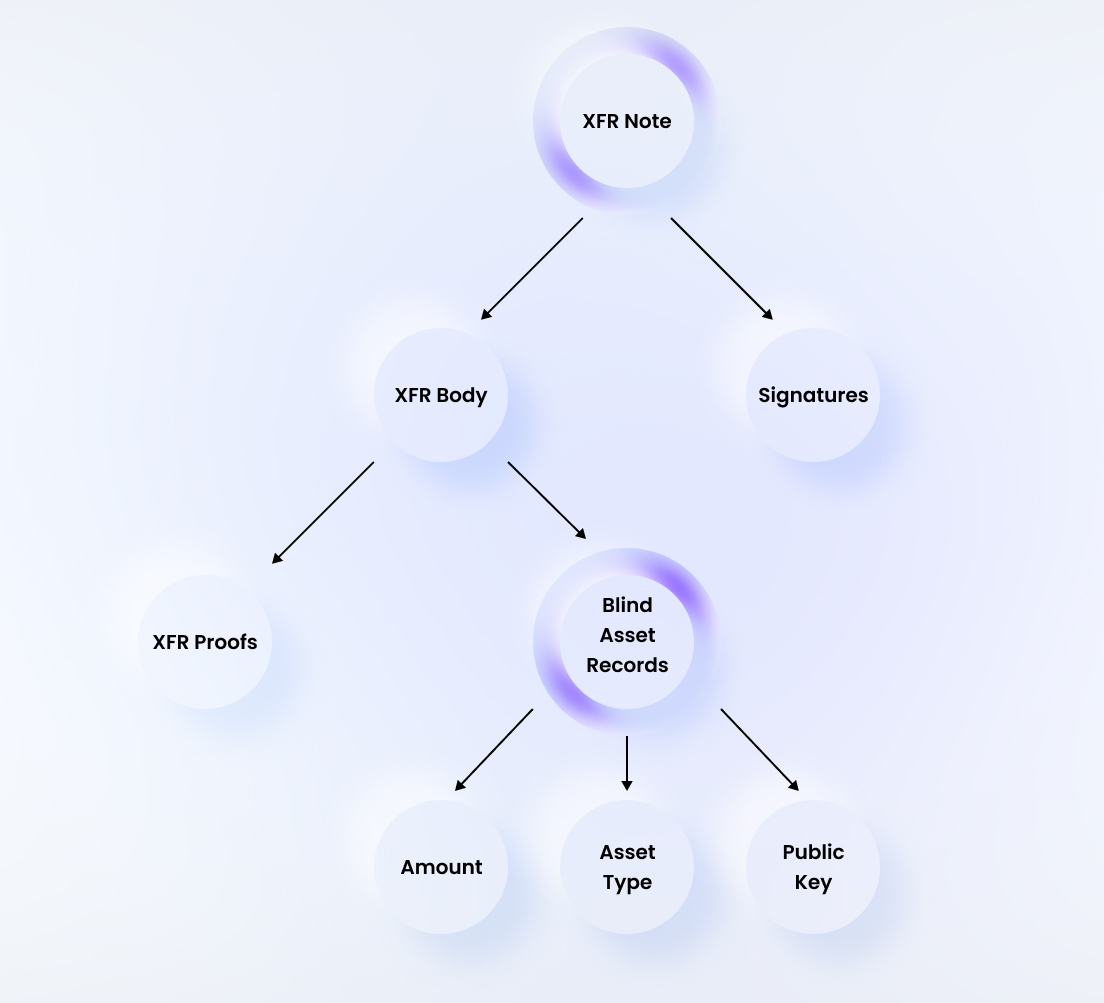 XFR Note
XFR Body
Signatures
XFR Proofs
Blind
Asset
Records
Amount
Asset
Type
Public
Key